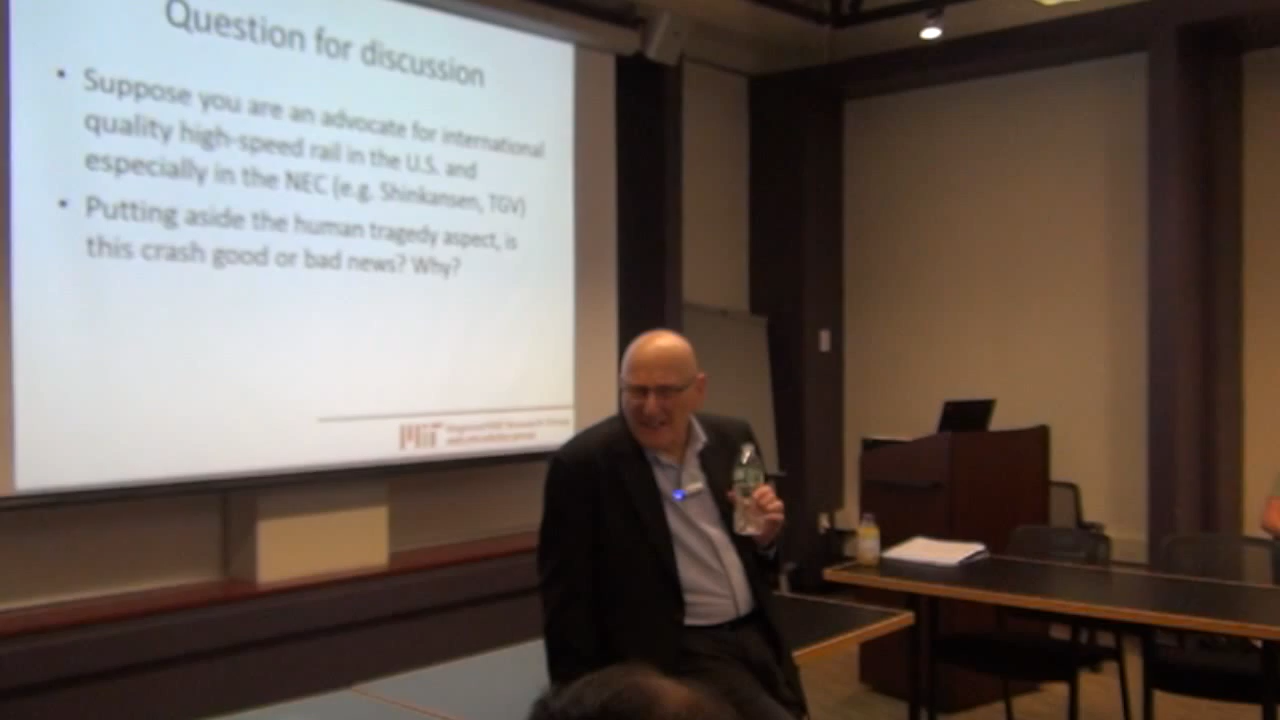 Question for discussion
• Suppose you are an advocate for international
quality high-speed rail in the U.S. and
especially in the NEC (e.g. Shinkansen, TGV)
• Putting aside the human tragedy aspect, is
this crash good or bad news? Why?
MIT